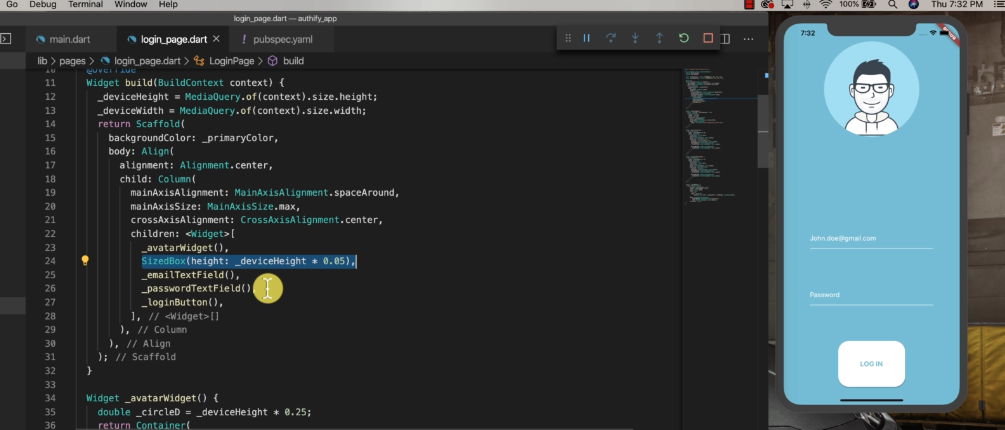 Go Debug Terminal Window Help
100%
Thu 7:32 PM
login_page.dart — authify_app
main.dart
login_page.dart
! pubspec.yaml
lib > pages > login_page.dart > LoginPage > build
10 @override
11 Widget build(BuildContext context) {
12 _deviceHeight = MediaQuery.of(context).size.height;
13 _deviceWidth = MediaQuery.of(context).size.width;
14 return Scaffold(
15 backgroundColor: _primaryColor,
16 body: Align(
17 alignment: Alignment.center,
18 child: Column(
19 mainAxisAlignment: MainAxisAlignment.spaceAround,
20 mainAxisSize: MainAxisSize.max,
21 crossAxisAlignment: CrossAxisAlignment.center,
22 children: <Widget>[
23 _avatarWidget(),
24 SizedBox(height: _deviceHeight * 0.05),
25 _emailTextField(),
26 _passwordTextField(),
27 _loginButton(),
28 ], // <Widget>[]
29 ), // Column
30 ), // Align
31 ); // Scaffold
32 }
33
34 Widget _avatarWidget() {
35 double _circleD = _deviceHeight * 0.25;
36 return Container(
7:32
John.doe@gmail.com
Password
LOG IN